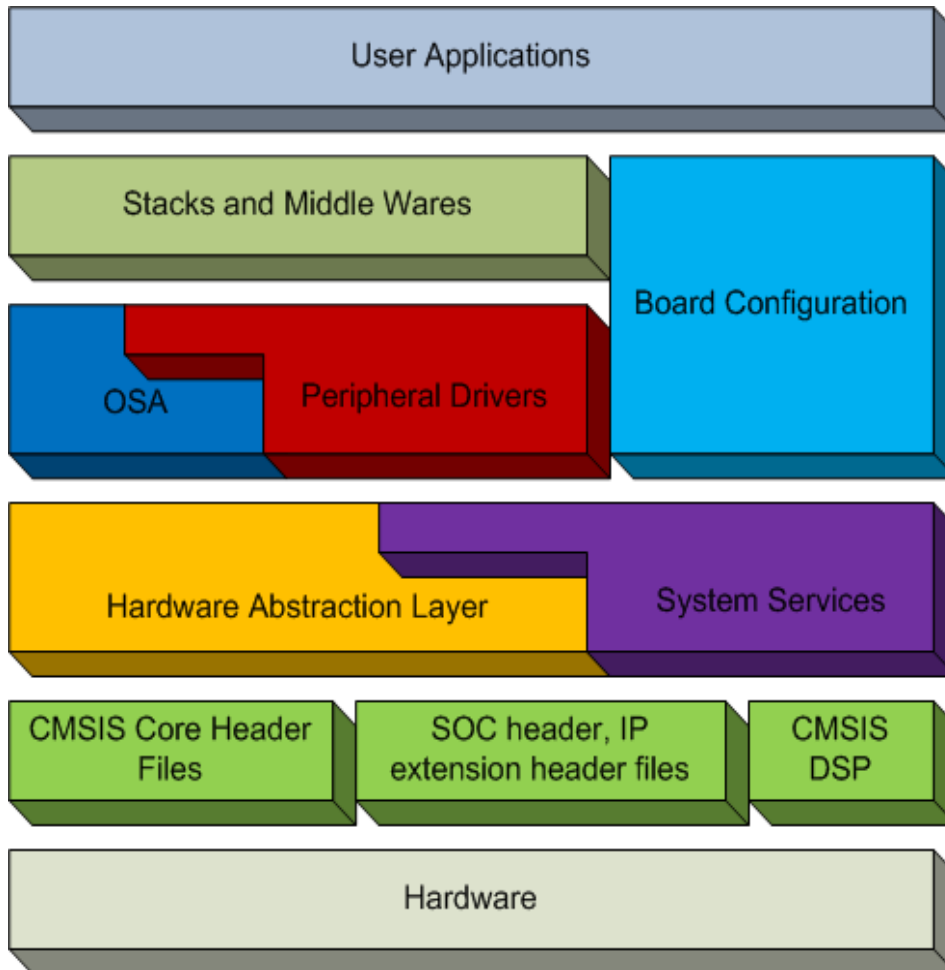 User Applications
Stacks and Middle Wares
Board Configuration
OSA
Peripheral Drivers
Hardware Abstraction Layer
System Services
CMSIS Core Header
Files
SOC header, IP
extension header files
CMSIS
DSP
Hardware